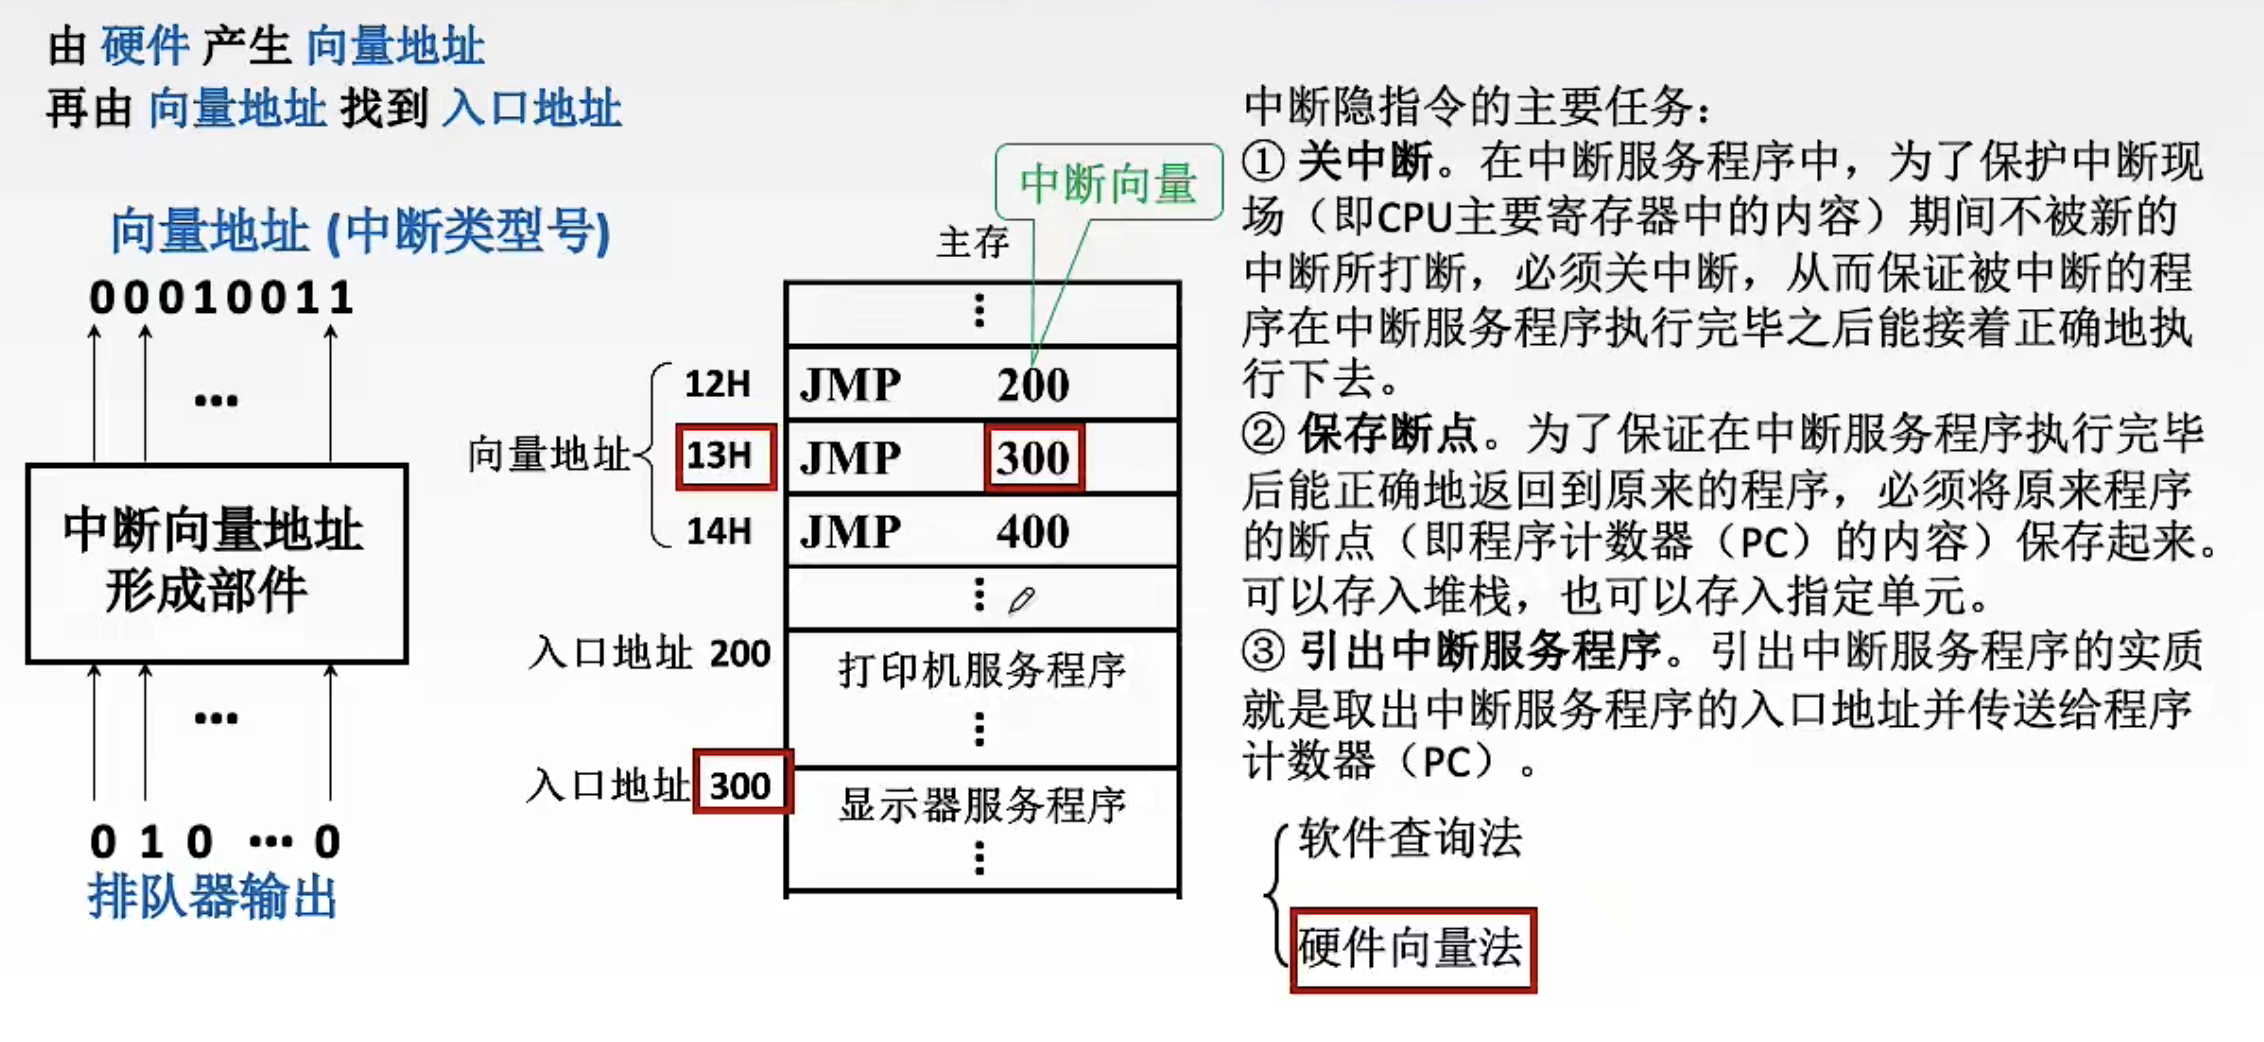 由 硬件 产生 向量地址
再由 向量地址 找到 入口地址
向量地址 (中断类型号)
00010011
…
中断向量地址
形成部件
…
0 1 0 … 0
排队器输出
中断向量
主存
⋮
向量地址
12H JMP 200
13H JMP 300
14H JMP 400
⋮
入口地址 200 打印机服务程序
⋮
入口地址 300 显示器服务程序
⋮
中断隐指令的主要任务：
① 关中断。在中断服务程序中，为了保护中断现
场（即CPU主要寄存器中的内容）期间不被新的
中断所打断，必须关中断，从而保证被中断的程
序在中断服务程序执行完毕之后能接着正确地执
行下去。
② 保存断点。为了保证在中断服务程序执行完毕
后能正确地返回到原来的程序，必须将原来程序
的断点（即程序计数器（PC）的内容）保存起来。
可以存入堆栈，也可以存入指定单元。
③ 引出中断服务程序。引出中断服务程序的实质
就是取出中断服务程序的入口地址并传送给程序
计数器（PC）。
软件查询法
硬件向量法